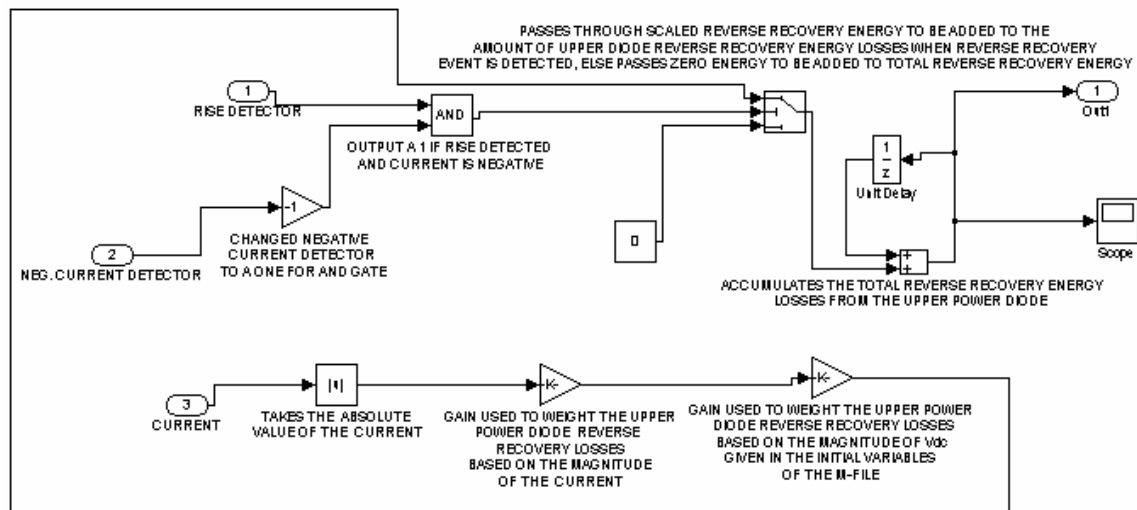 PASSES THROUGH SCALED REVERSE RECOVERY ENERGY TO BE ADDED TO THE
AMOUNT OF UPPER DIODE REVERSE RECOVERY ENERGY LOSSES WHEN REVERSE RECOVERY
EVENT IS DETECTED, ELSE PASSES ZERO ENERGY TO BE ADDED TO TOTAL REVERSE RECOVERY ENERGY
1
RISE DETECTOR
AND
OUTPUT A 1 IF RISE DETECTED
AND CURRENT IS NEGATIVE
1
Out1
1
z
Unit Delay
-1
CHANGED NEGATIVE
CURRENT DETECTOR
TO A ONE FOR AND GATE
2
NEG. CURRENT DETECTOR
0
+
+
Scope
ACCUMULATES THE TOTAL REVERSE RECOVERY ENERGY
LOSSES FROM THE UPPER POWER DIODE
3
CURRENT
|u|
TAKES THE ABSOLUTE
VALUE OF THE CURRENT
-K-
GAIN USED TO WEIGHT THE UPPER
POWER DIODE REVERSE
RECOVERY LOSSES
BASED ON THE MAGNITUDE
OF THE CURRENT
-K-
GAIN USED TO WEIGHT THE UPPER POWER
DIODE REVERSE RECOVERY LOSSES
BASED ON THE MAGNITUDE OF Vdc
GIVEN IN THE INITIAL VARIABLES
OF THE M-FILE